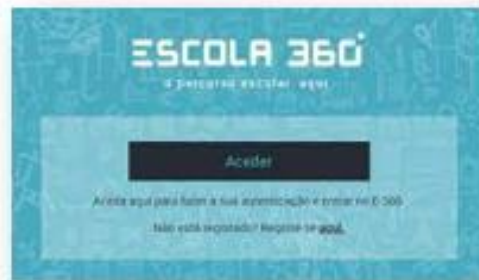 ESCOLA 360°
o percurso escolar aqui
Aceder
Aceda aqui para fazer a sua autenticação e entrar no E-360
Não está registado? Registe-se aqui.